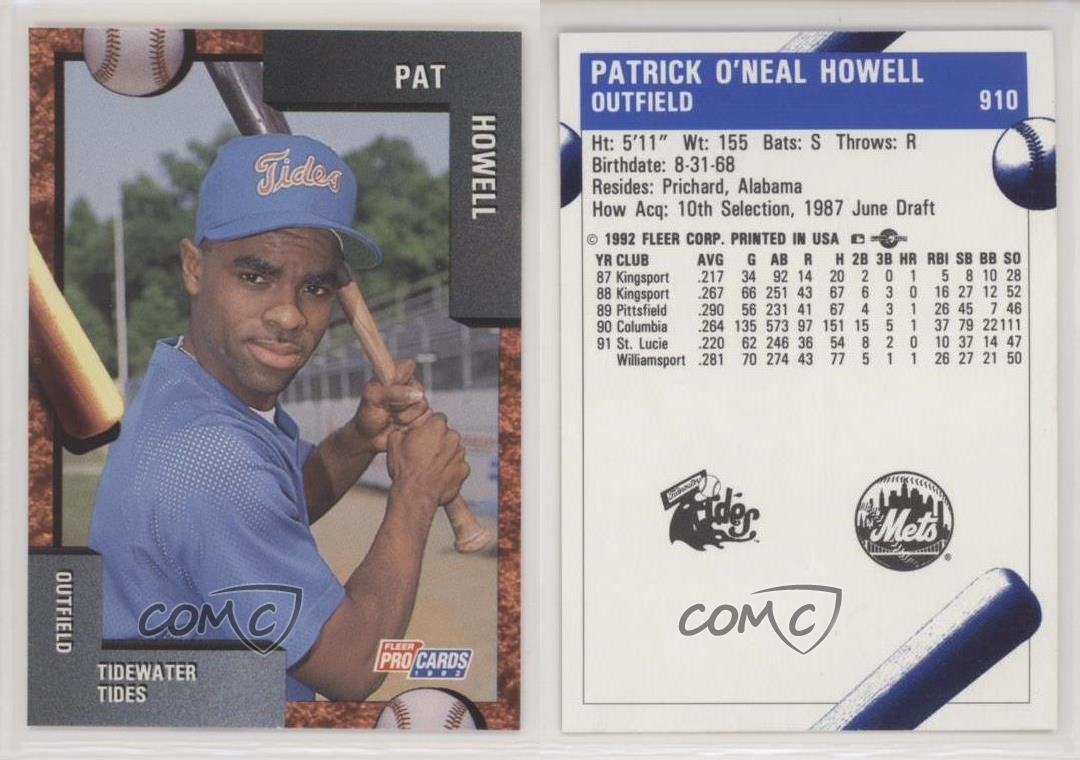 PAT
HOWELL
Tides
OUTFIELD
TIDEWATER
TIDES
FLEER
PRO CARDS
1992
COMC
PATRICK O'NEAL HOWELL
OUTFIELD 910
Ht: 5'11" Wt: 155 Bats: S Throws: R
Birthdate: 8-31-68
Resides: Prichard, Alabama
How Acq: 10th Selection, 1987 June Draft
© 1992 FLEER CORP. PRINTED IN USA
YR CLUB AVG G AB R H 2B 3B HR RBI SB BB SO
87 Kingsport .217 34 92 14 20 2 0 1 5 8 10 28
88 Kingsport .267 66 251 43 67 6 3 0 16 27 12 52
89 Pittsfield .290 56 231 41 67 4 3 1 26 45 7 46
90 Columbia .264 135 573 97 151 15 5 1 37 79 22 111
91 St. Lucie .220 62 246 36 54 8 2 0 10 37 14 47
Williamsport .281 70 274 43 77 5 1 1 26 27 21 50
Tidewater
Tides
Mets
COMC